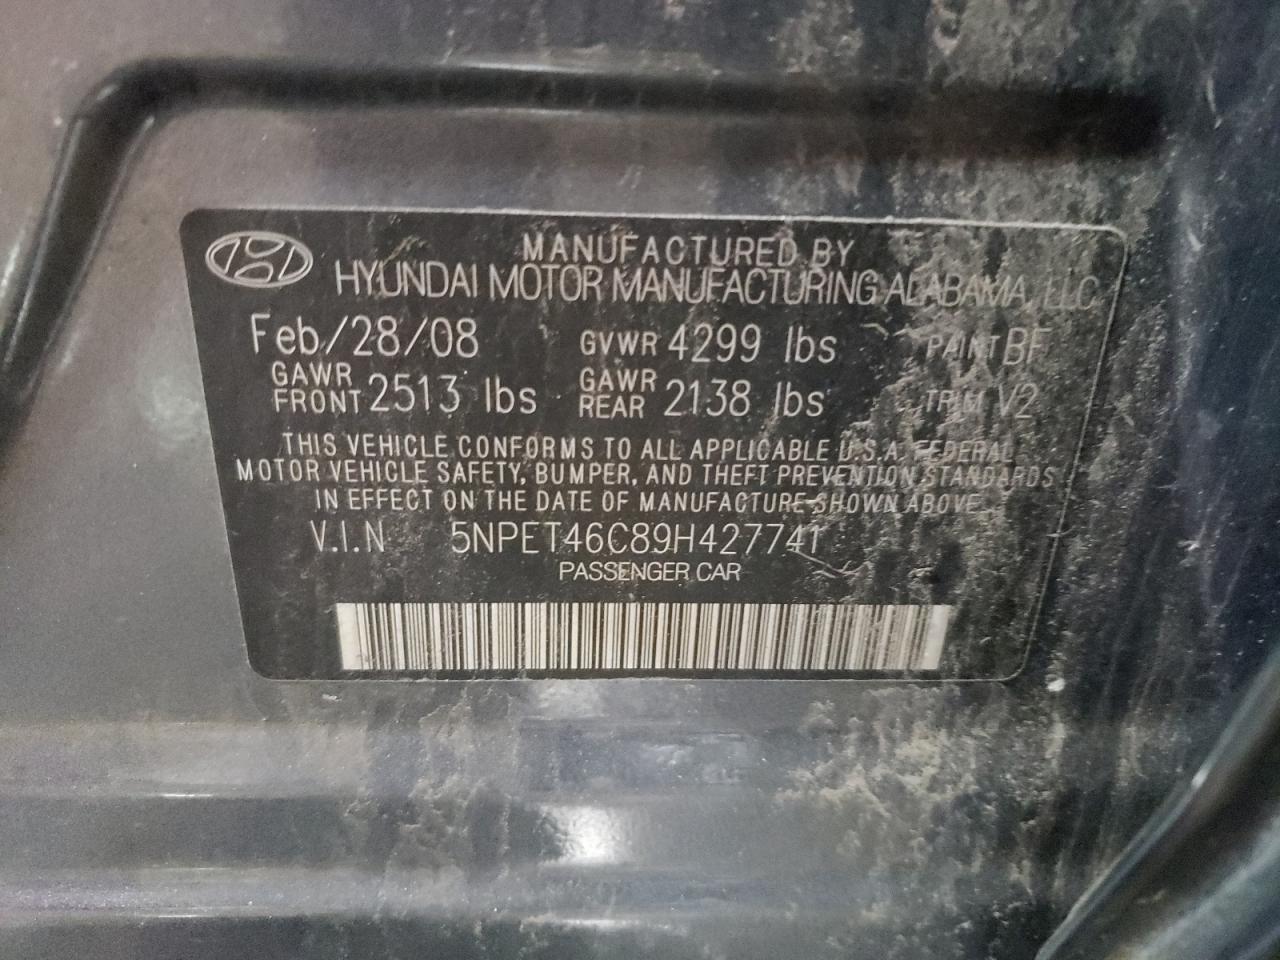 MANUFACTURED BY
HYUNDAI MOTOR MANUFACTURING ALABAMA, LLC
Feb/28/08 GVWR 4299 lbs PAINT BF
GAWR FRONT 2513 lbs GAWR REAR 2138 lbs TRIM V2
THIS VEHICLE CONFORMS TO ALL APPLICABLE U.S.A. FEDERAL
MOTOR VEHICLE SAFETY, BUMPER, AND THEFT PREVENTION STANDARDS
IN EFFECT ON THE DATE OF MANUFACTURE SHOWN ABOVE.
V.I.N 5NPET46C89H427741
PASSENGER CAR